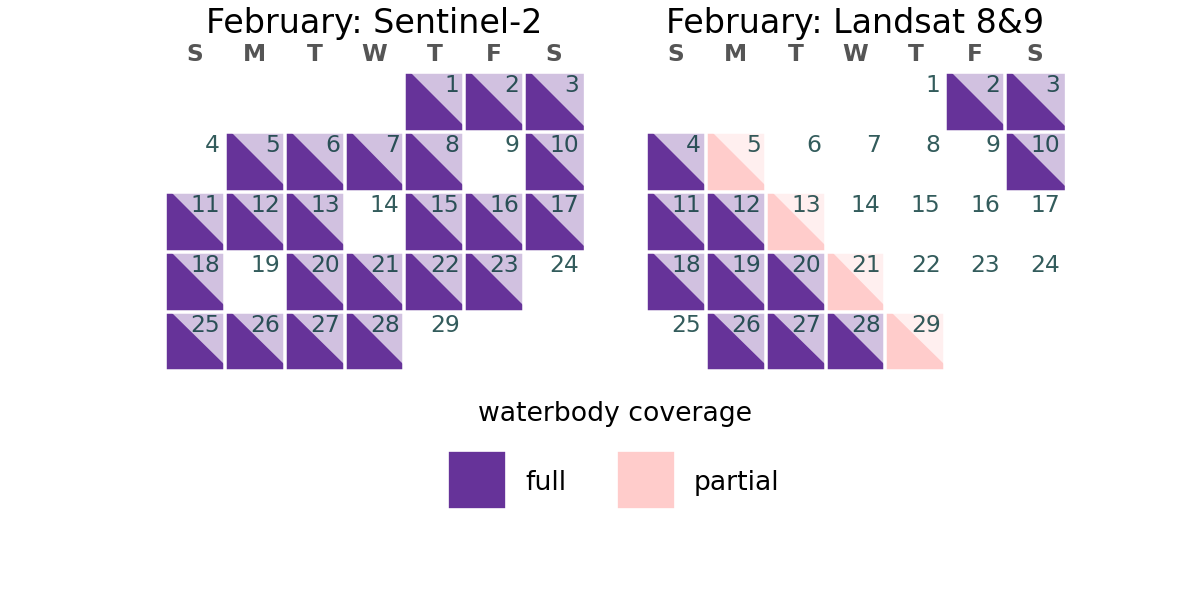 February: Sentinel-2
S M T W T F S
1 2 3
4 5 6 7 8 9 10
11 12 13 14 15 16 17
18 19 20 21 22 23 24
25 26 27 28 29
February: Landsat 8&9
S M T W T F S
1 2 3
4 5 6 7 8 9 10
11 12 13 14 15 16 17
18 19 20 21 22 23 24
25 26 27 28 29
waterbody coverage
full partial